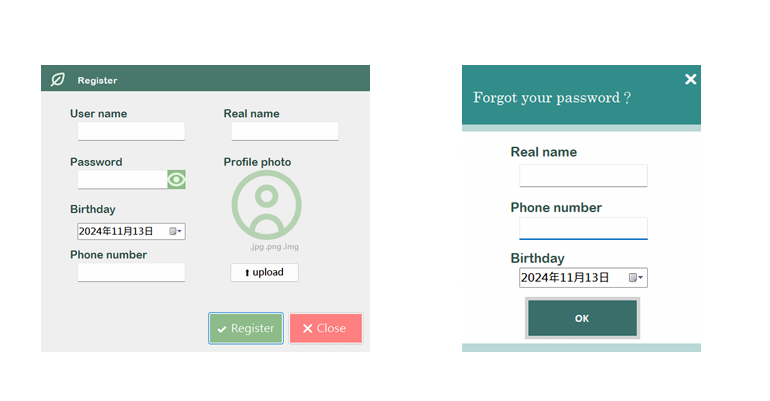 Register
User name
Real name
Password
Profile photo
Birthday
2024年11月13日
.jpg .png .img
Phone number
upload
Register
Close
Forgot your password ?
Real name
Phone number
Birthday
2024年11月13日
OK